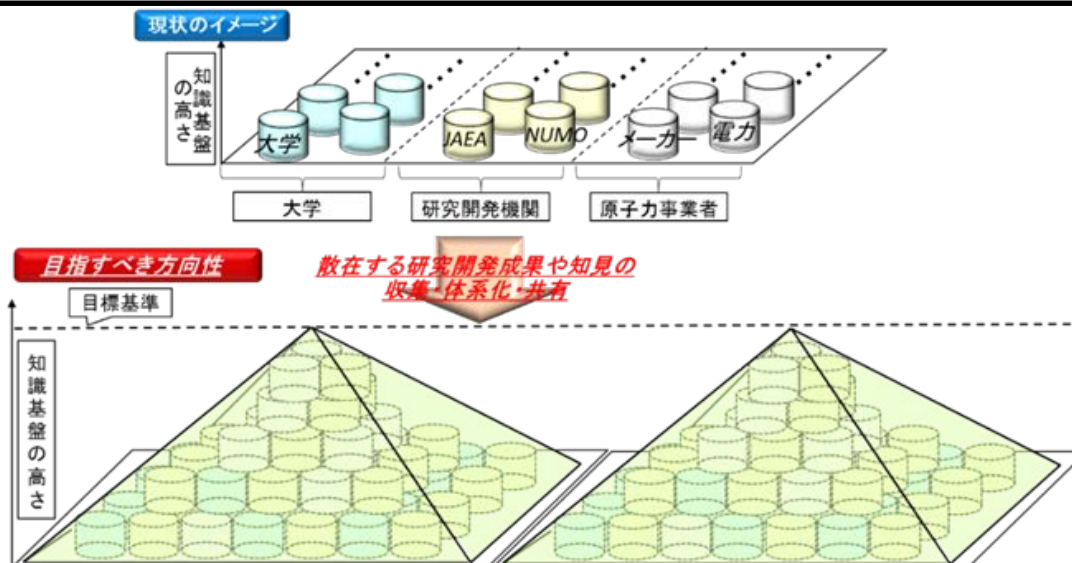 現状のイメージ
知識基盤の高さ
大学
JAEA
NUMO
メーカー
電力
大学
研究開発機関
原子力事業者
目指すべき方向性
散在する研究開発成果や知見の
収集・体系化・共有
目標基準
知識基盤の高さ